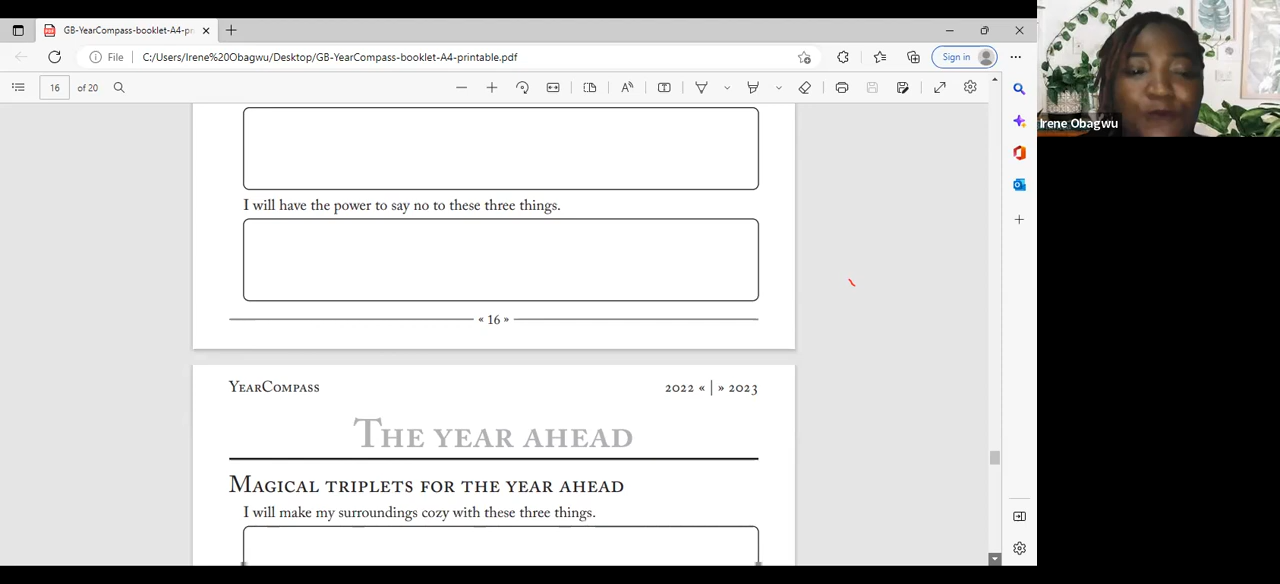 GB-YearCompass-booklet-A4-pr
File
C:/Users/Irene%20Obagwu/Desktop/GB-YearCompass-booklet-A4-printable.pdf
Sign in
16 of 20
Irene Obagwu
I will have the power to say no to these three things.
« 16 »
YearCompass
2022 « | » 2023
The year ahead
Magical triplets for the year ahead
I will make my surroundings cozy with these three things.